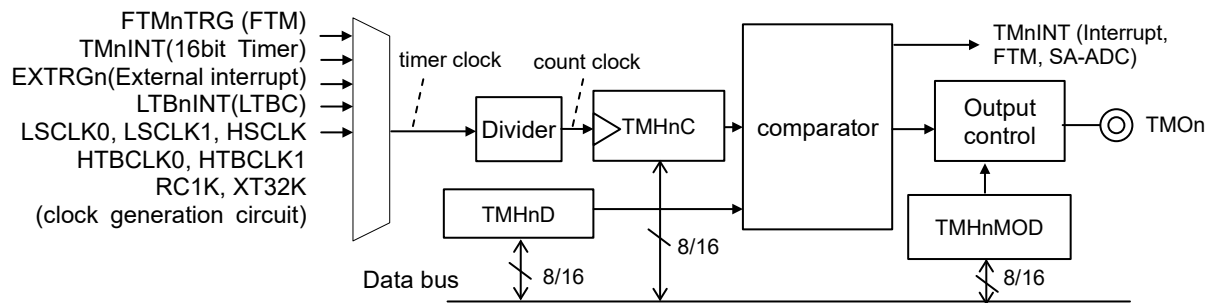 FTMnTRG (FTM)
TMnINT(16bit Timer)
EXTRGn(External interrupt)
LTBnINT(LTBC)
LSCLK0, LSCLK1, HSCLK
HTBCLK0, HTBCLK1
RC1K, XT32K
(clock generation circuit)
timer clock
count clock
Divider
TMHnC
comparator
TMnINT (Interrupt,
FTM, SA-ADC)
Output
control
TMOn
TMHnD
TMHnMOD
8/16
8/16
8/16
Data bus